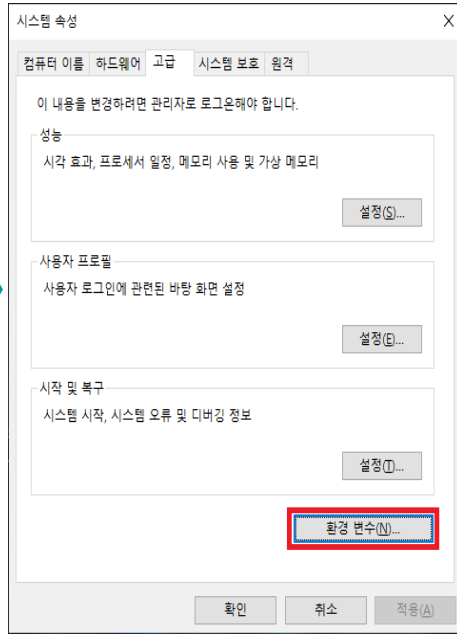 시스템 속성
컴퓨터 이름 하드웨어 고급 시스템 보호 원격
이 내용을 변경하려면 관리자로 로그온해야 합니다.
성능
시각 효과, 프로세서 일정, 메모리 사용 및 가상 메모리
설정(S)...
사용자 프로필
사용자 로그인에 관련된 바탕 화면 설정
설정(E)...
시작 및 복구
시스템 시작, 시스템 오류 및 디버깅 정보
설정(T)...
환경 변수(N)...
확인 취소 적용(A)